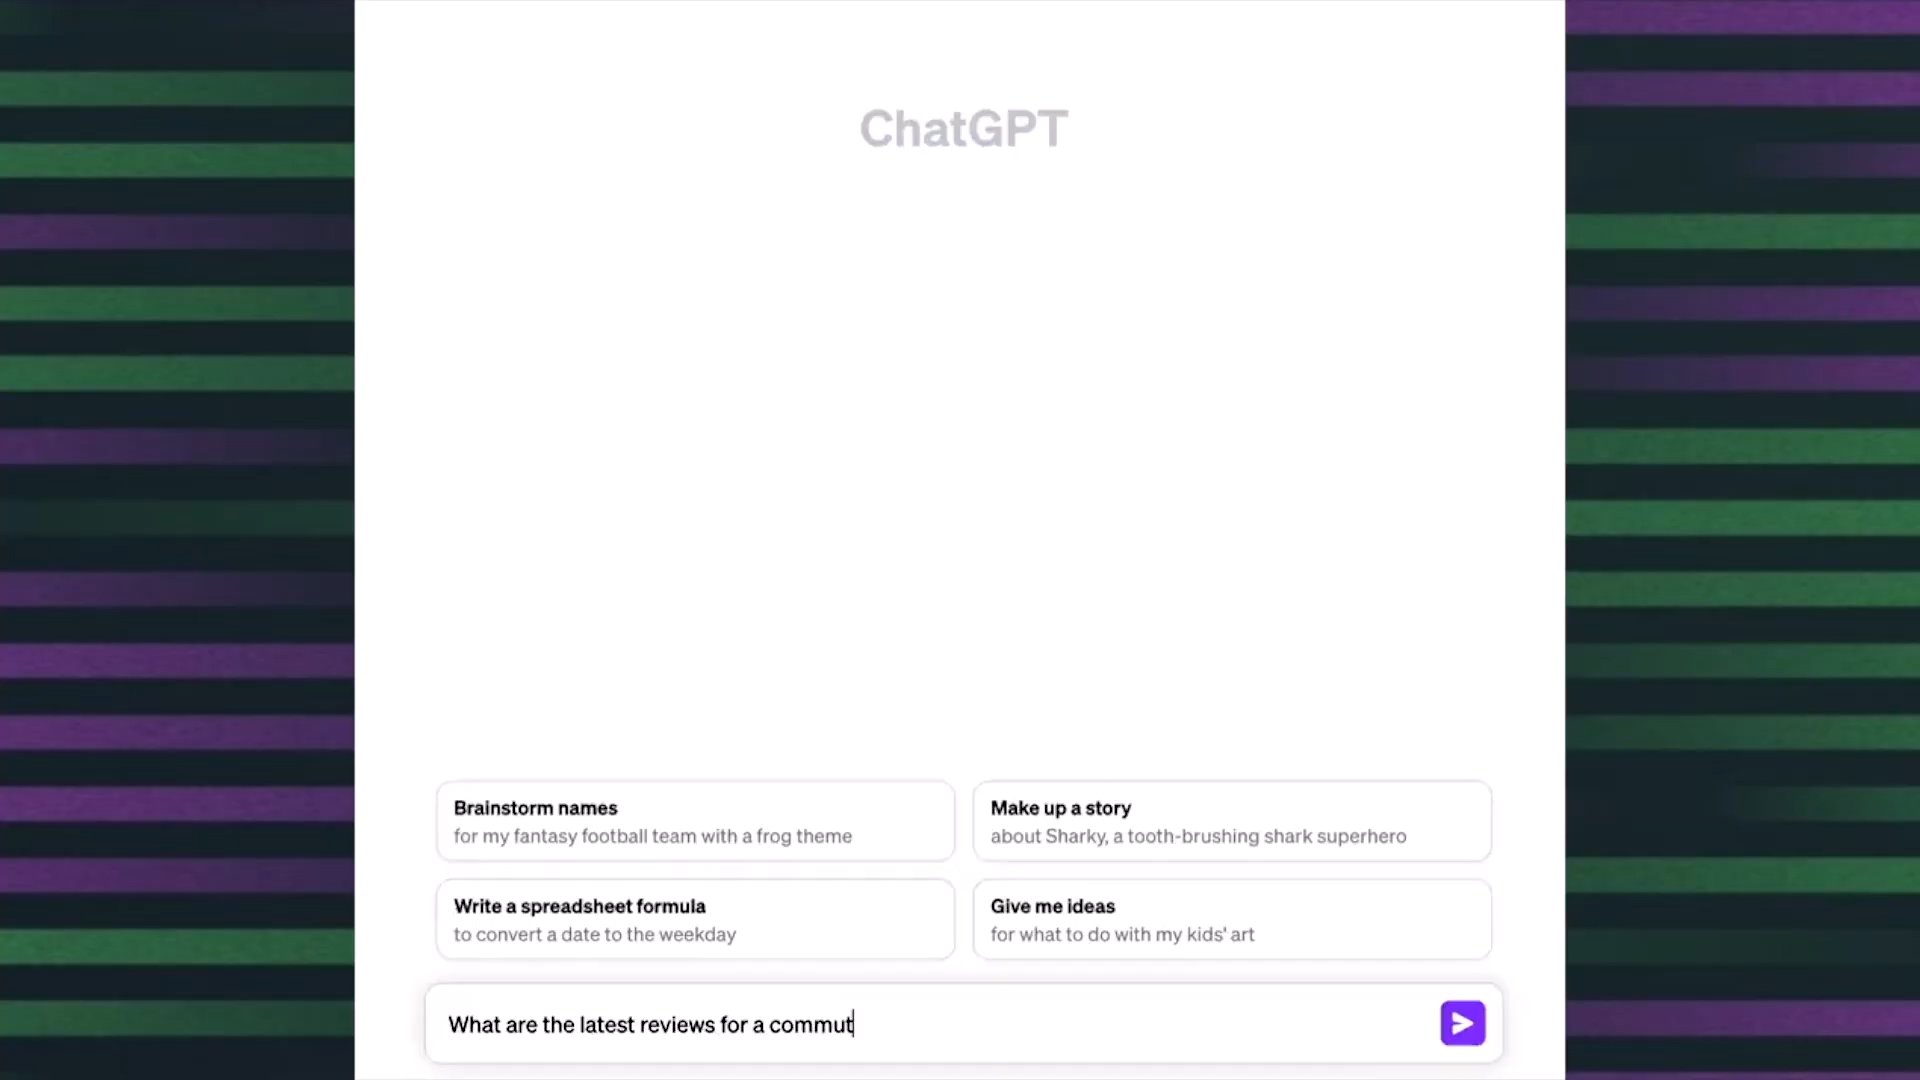 ChatGPT
Brainstorm names
for my fantasy football team with a frog theme
Make up a story
about Sharky, a tooth-brushing shark superhero
Write a spreadsheet formula
to convert a date to the weekday
Give me ideas
for what to do with my kids' art
What are the latest reviews for a commut